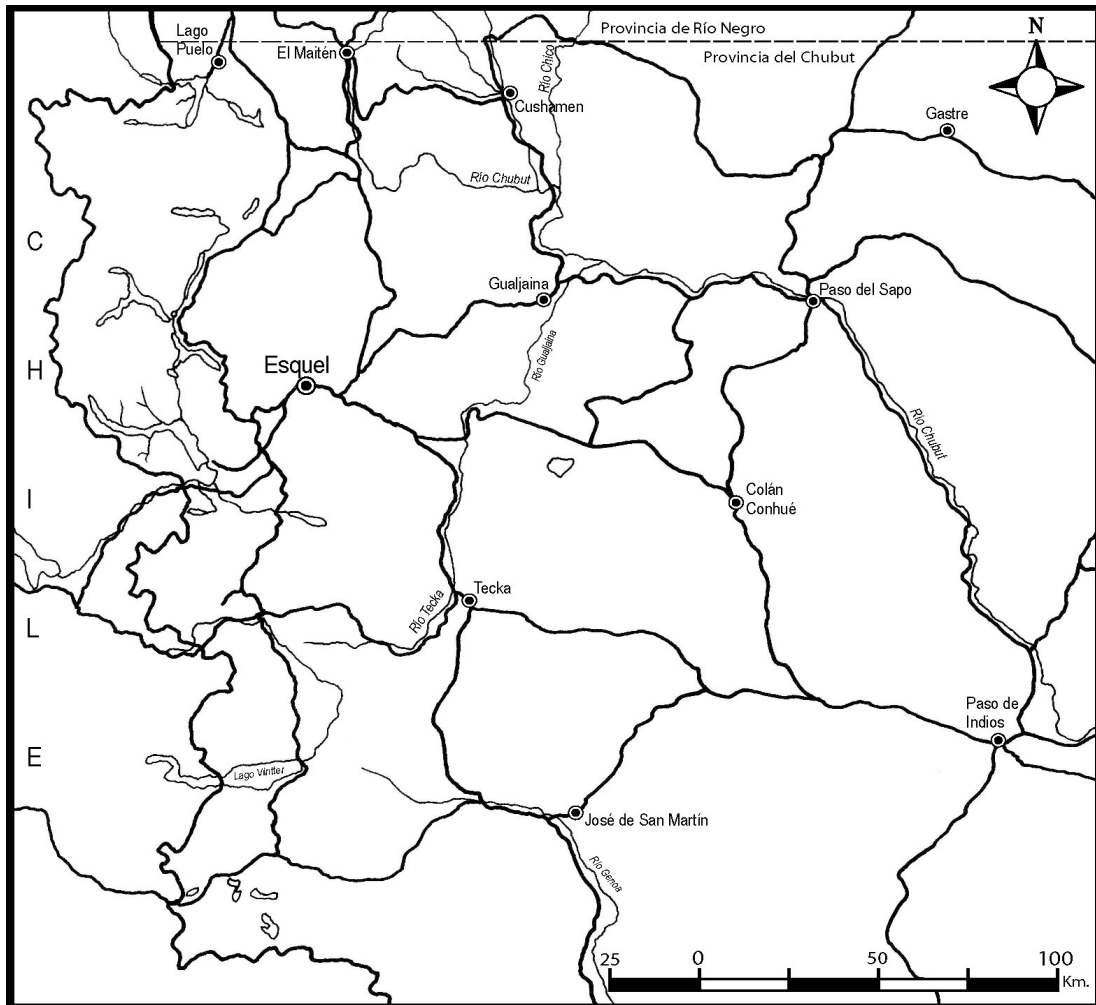 Provincia de Río Negro
N
Lago
Puelo
El Maitén
Provincia del Chubut
Río Chico
Cushamen
Gastre
Río Chubut
C
Gualjaina
Paso del Sapo
Río Gualjaina
H
Esquel
Río Chubut
I
Colán
Conhué
Tecka
Río Tecka
L
Paso de
Indios
E
Lago Vintter
José de San Martín
Río Genoa
25 0 50 100
Km.